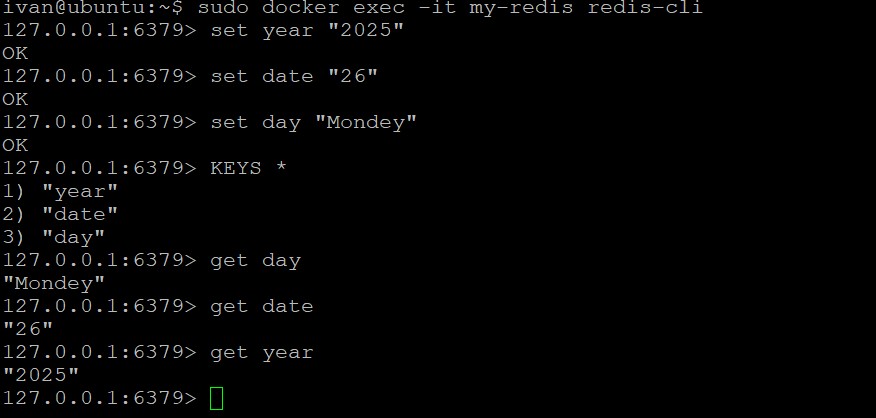 ivan@ubuntu:~$ sudo docker exec -it my-redis redis-cli
127.0.0.1:6379> set year "2025"
OK
127.0.0.1:6379> set date "26"
OK
127.0.0.1:6379> set day "Mondey"
OK
127.0.0.1:6379> KEYS *
1) "year"
2) "date"
3) "day"
127.0.0.1:6379> get day
"Mondey"
127.0.0.1:6379> get date
"26"
127.0.0.1:6379> get year
"2025"
127.0.0.1:6379>